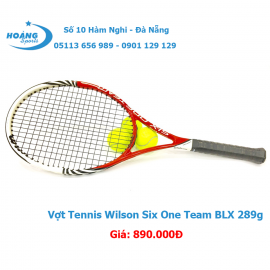 HOÀNG
Sports
Số 10 Hàm Nghi - Đà Nẵng
05113 656 989 - 0901 129 129
Vợt Tennis Wilson Six One Team BLX 289g
Giá: 890.000Đ